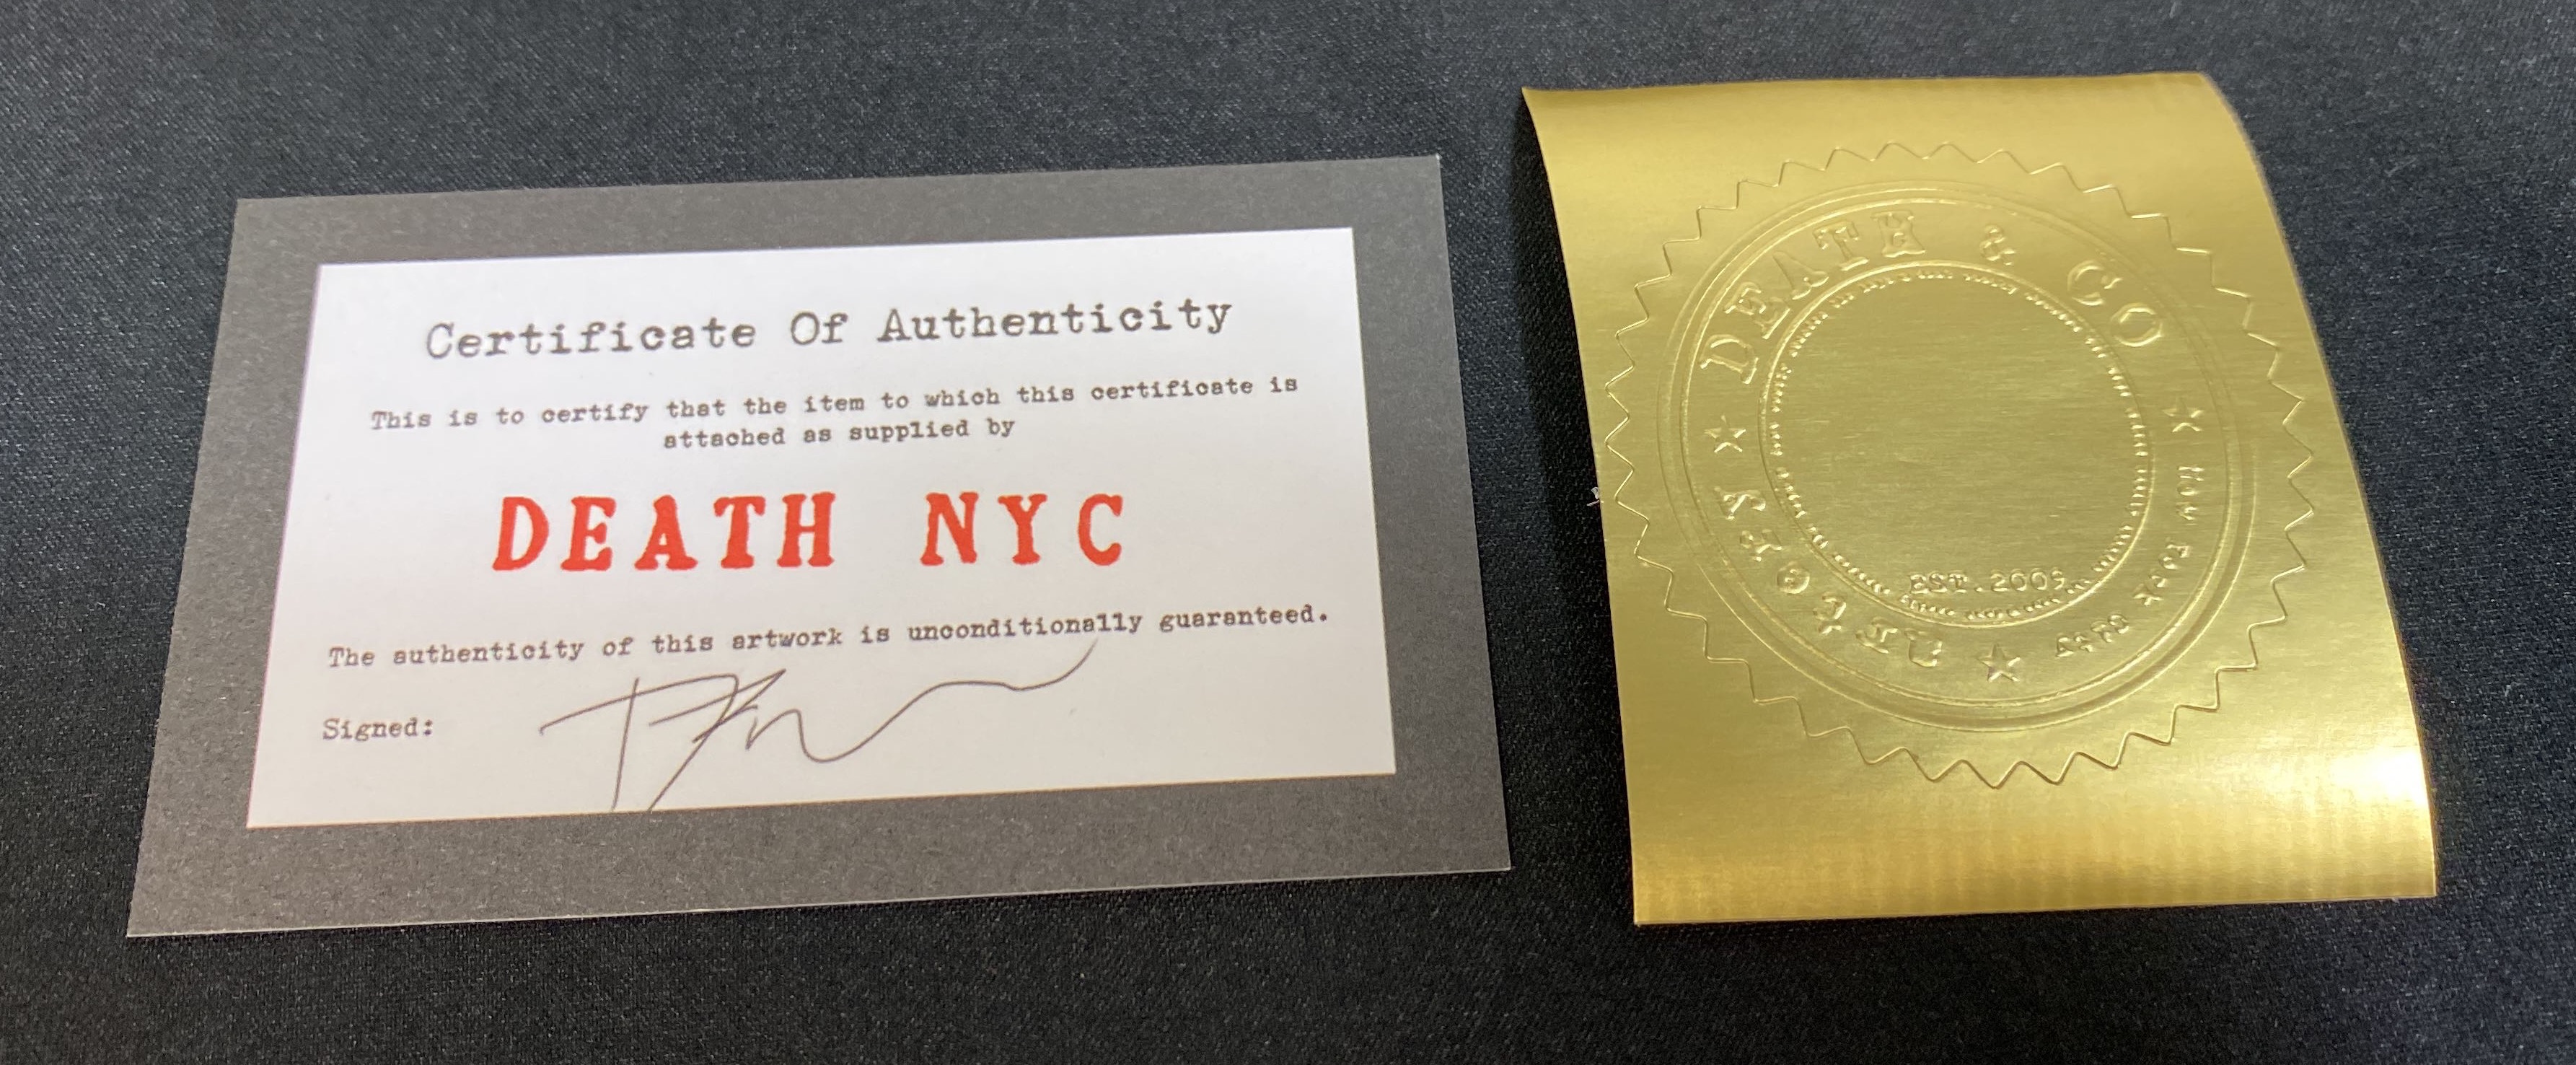 Certificate Of Authenticity
This is to certify that the item to which this certificate is
attached as supplied by
DEATH NYC
The authenticity of this artwork is unconditionally guaranteed.
Signed:
DEATH & CO
EST.2009